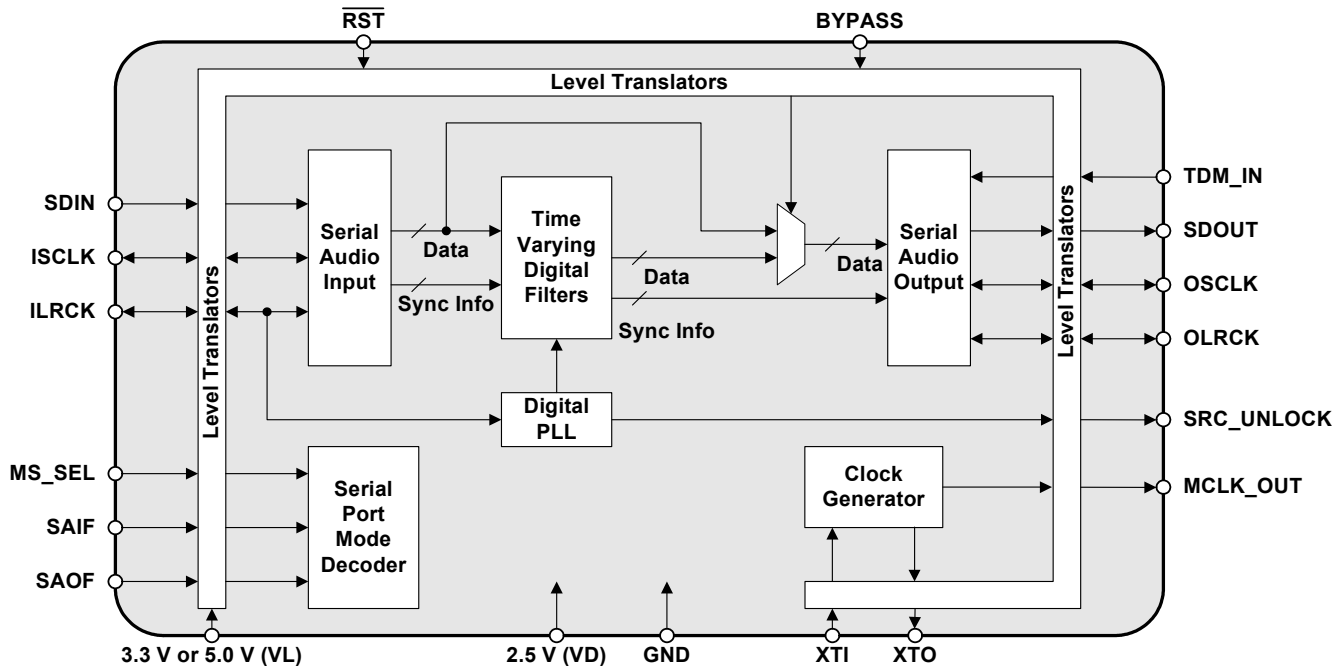 RST
BYPASS
Level Translators
SDIN
ISCLK
ILRCK
MS_SEL
SAIF
SAOF
Level Translators
Serial
Audio
Input
Data
Sync Info
Time
Varying
Digital
Filters
Data
Sync Info
Data
Serial
Audio
Output
Level Translators
TDM_IN
SDOUT
OSCLK
OLRCK
SRC_UNLOCK
MCLK_OUT
Digital
PLL
Serial
Port
Mode
Decoder
Clock
Generator
3.3 V or 5.0 V (VL)
2.5 V (VD)
GND
XTI
XTO